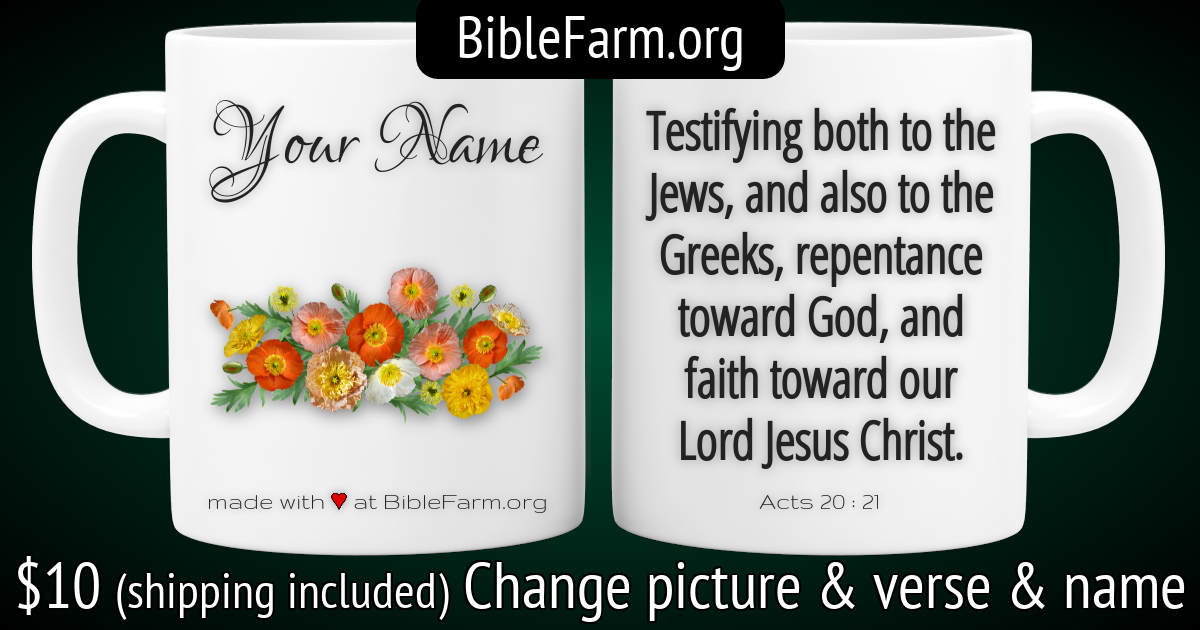 BibleFarm.org
Your Name
made with ♥ at BibleFarm.org
Testifying both to the
Jews, and also to the
Greeks, repentance
toward God, and
faith toward our
Lord Jesus Christ.
Acts 20 : 21
$10 (shipping included) Change picture & verse & name